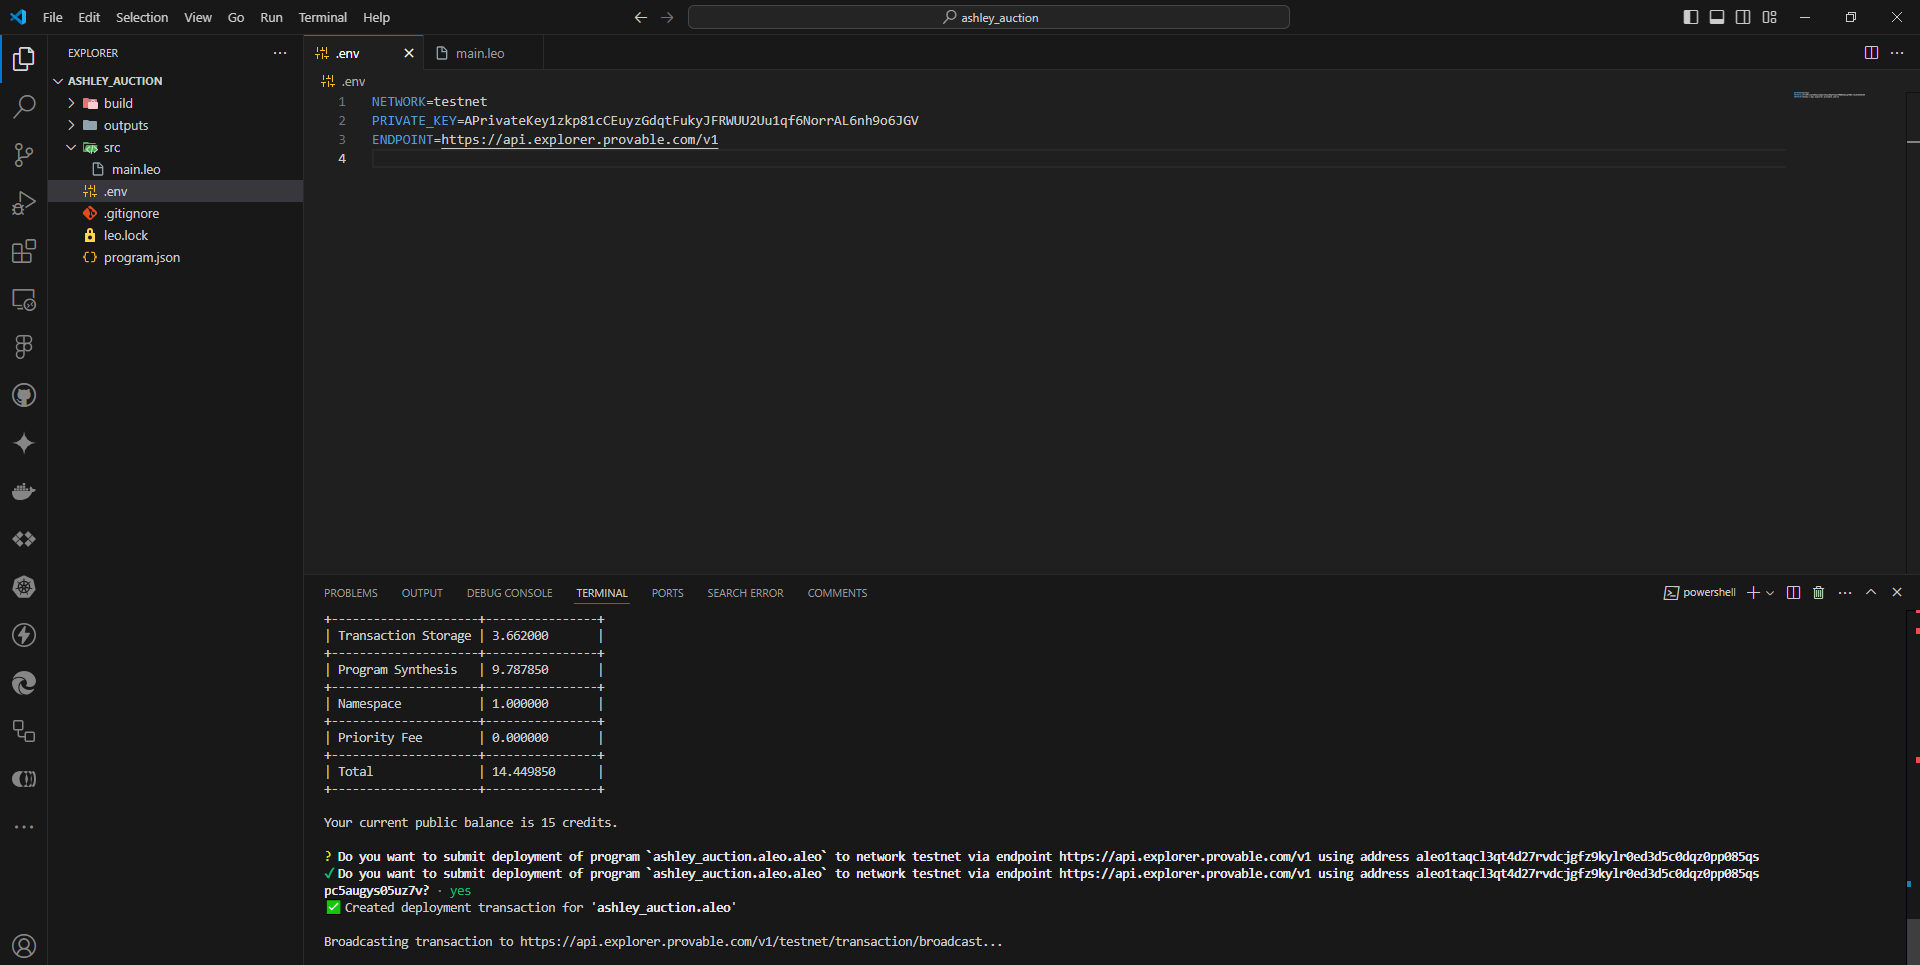 File Edit Selection View Go Run Terminal Help
ashley_auction
EXPLORER
ASHLEY_AUCTION
build
outputs
src
main.leo
.env
.gitignore
leo.lock
program.json
.env
main.leo
.env
1 NETWORK=testnet
2 PRIVATE_KEY=APrivateKey1zkp81cCEuyzGdqtFukyJFRWUU2Uu1qf6NorrAL6nh9o6JGV
3 ENDPOINT=https://api.explorer.provable.com/v1
4
PROBLEMS OUTPUT DEBUG CONSOLE TERMINAL PORTS SEARCH ERROR COMMENTS
powershell
+---------------------+----------------+
| Transaction Storage | 3.662000 |
+---------------------+----------------+
| Program Synthesis | 9.787850 |
+---------------------+----------------+
| Namespace | 1.000000 |
+---------------------+----------------+
| Priority Fee | 0.000000 |
+---------------------+----------------+
| Total | 14.449850 |
+---------------------+----------------+
Your current public balance is 15 credits.
? Do you want to submit deployment of program `ashley_auction.aleo.aleo` to network testnet via endpoint https://api.explorer.provable.com/v1 using address aleo1taqcl3qt4d27rvdcjgfz9kylr0ed3d5c0dqz0pp085qs
✓Do you want to submit deployment of program `ashley_auction.aleo.aleo` to network testnet via endpoint https://api.explorer.provable.com/v1 using address aleo1taqcl3qt4d27rvdcjgfz9kylr0ed3d5c0dqz0pp085qs
pc5augys05uz7v? · yes
✅ Created deployment transaction for 'ashley_auction.aleo'
Broadcasting transaction to https://api.explorer.provable.com/v1/testnet/transaction/broadcast...